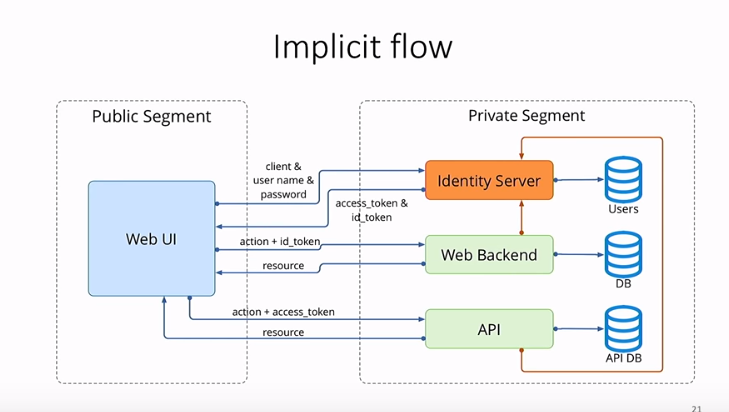 Implicit flow
Public Segment
Private Segment
client &
user name &
password
Identity Server
Users
access_token &
id_token
Web UI
action + id_token
Web Backend
resource
DB
action + access_token
API
resource
API DB
21